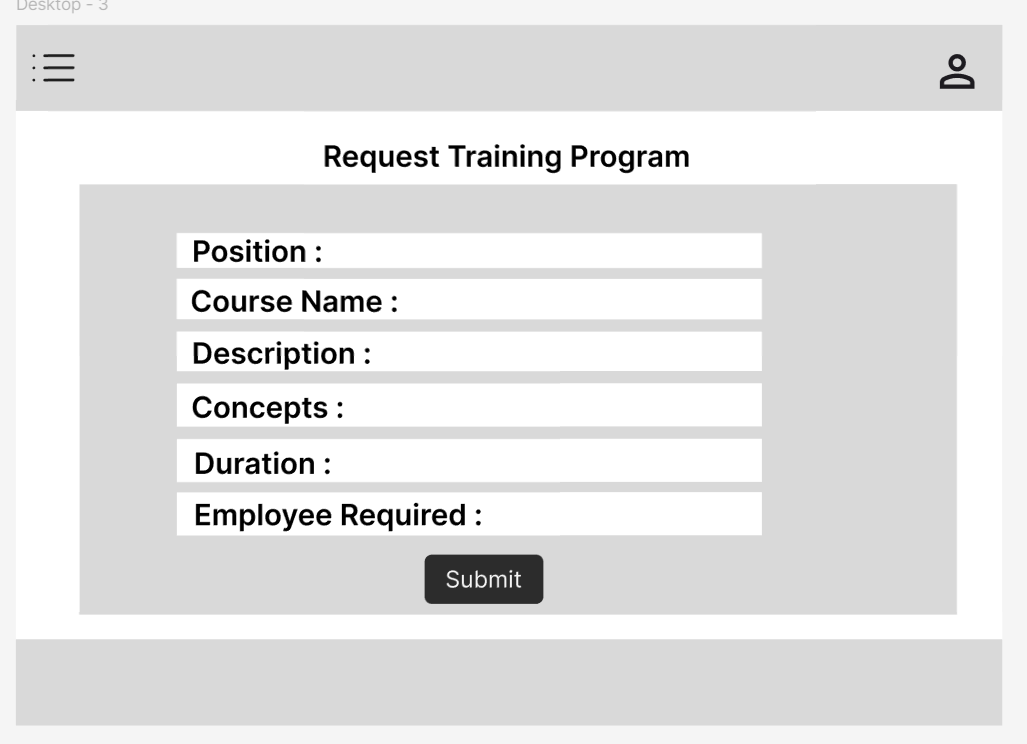 Desktop - 3
Request Training Program
Position :
Course Name :
Description :
Concepts :
Duration :
Employee Required :
Submit